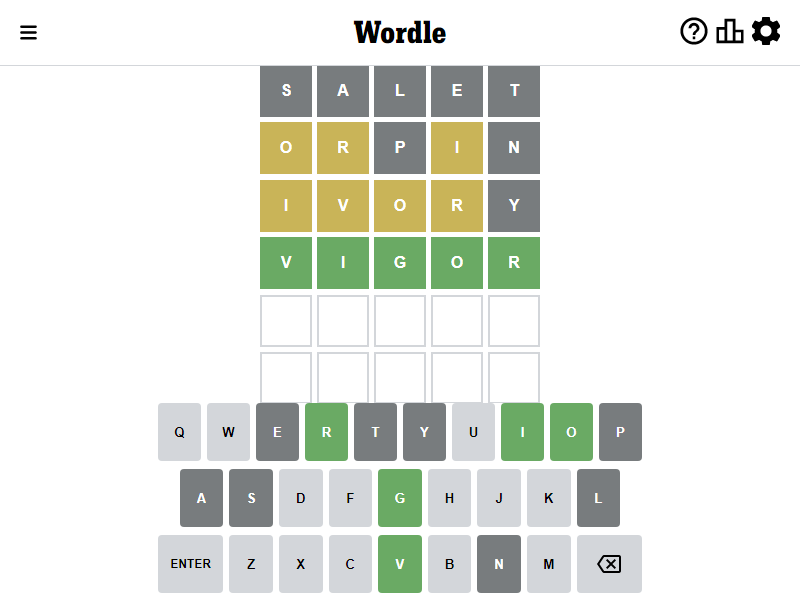 Wordle
S A L E T
O R P I N
I V O R Y
V I G O R
Q W E R T Y U I O P
A S D F G H J K L
ENTER Z X C V B N M